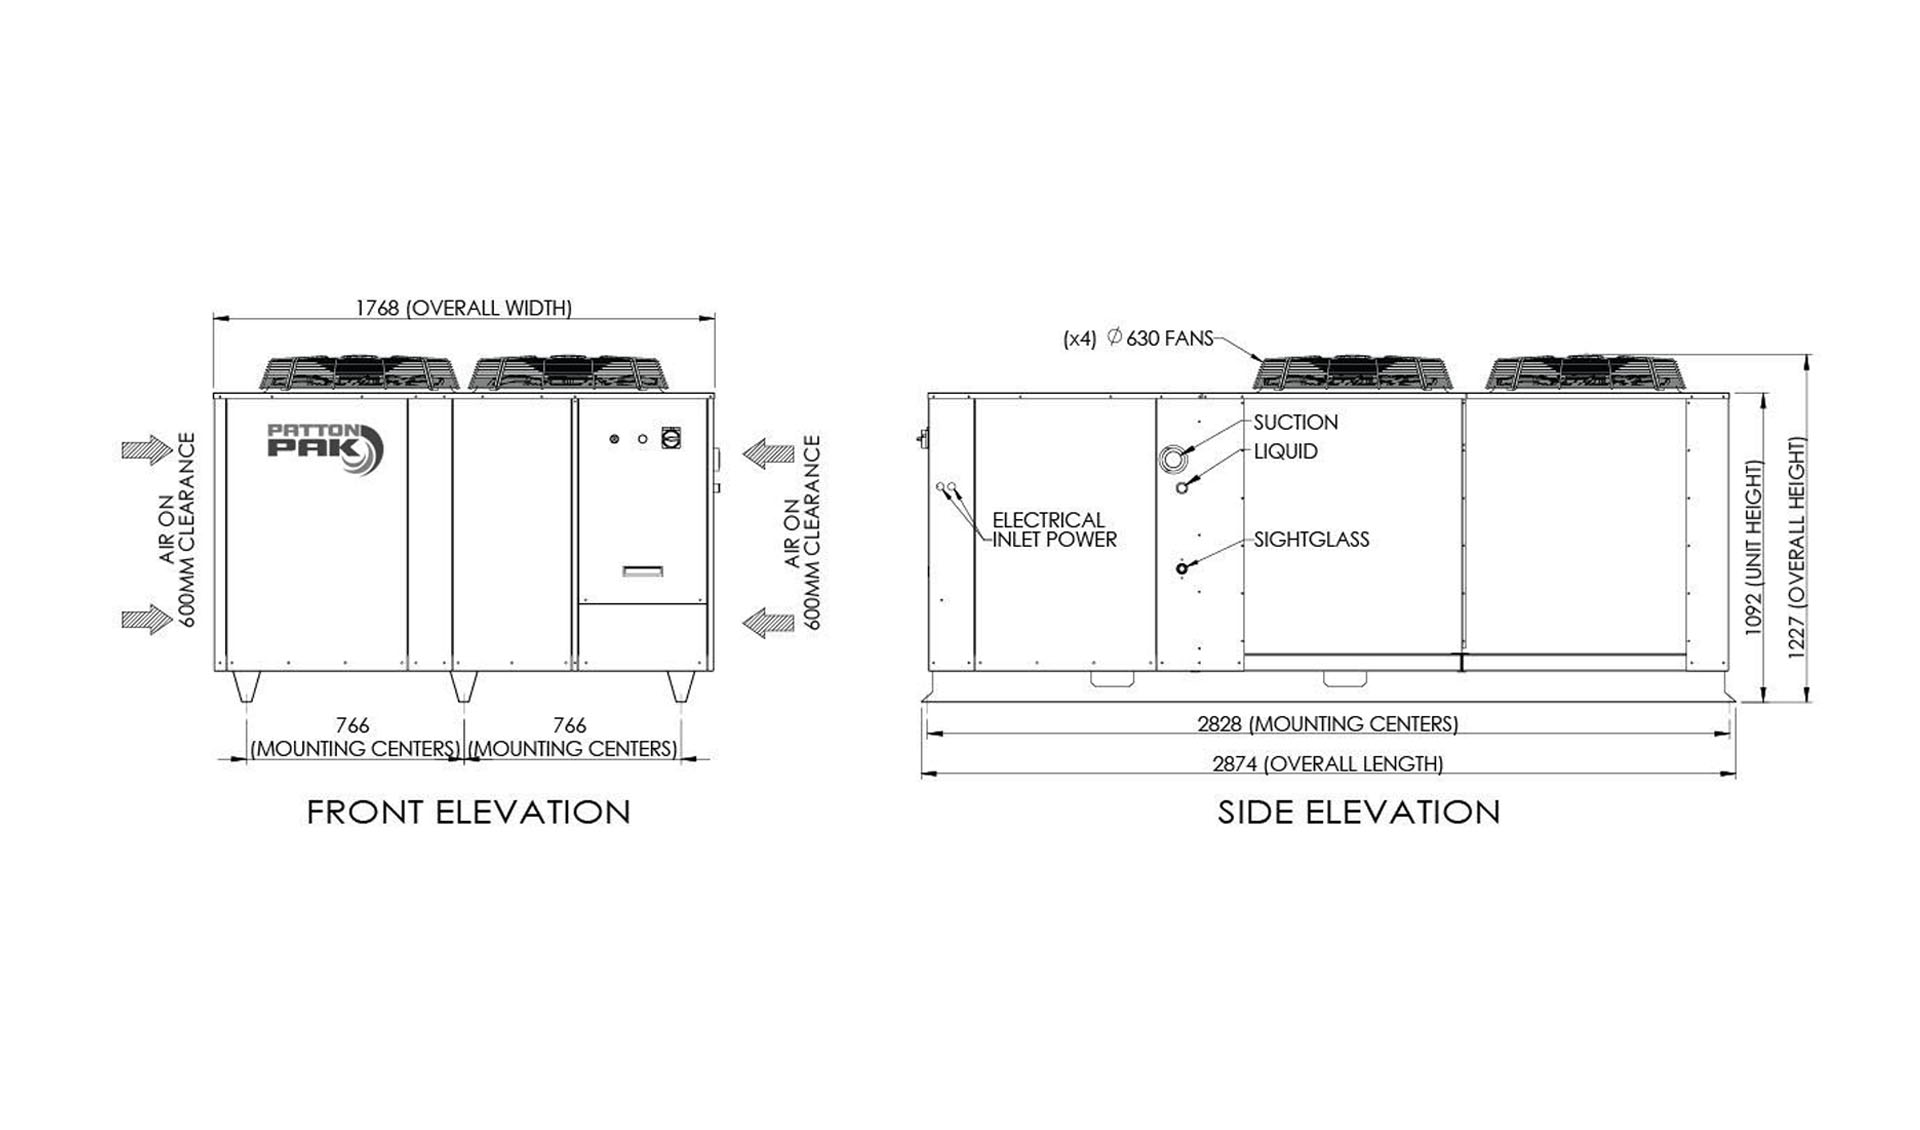 1768 (OVERALL WIDTH)
PATTON
PAK
AIR ON
600MM CLEARANCE
AIR ON
600MM CLEARANCE
766
(MOUNTING CENTERS)
766
(MOUNTING CENTERS)
FRONT ELEVATION
(x4) ∅630 FANS
SUCTION
LIQUID
ELECTRICAL
INLET POWER
SIGHTGLASS
1092 (UNIT HEIGHT)
1227 (OVERALL HEIGHT)
2828 (MOUNTING CENTERS)
2874 (OVERALL LENGTH)
SIDE ELEVATION